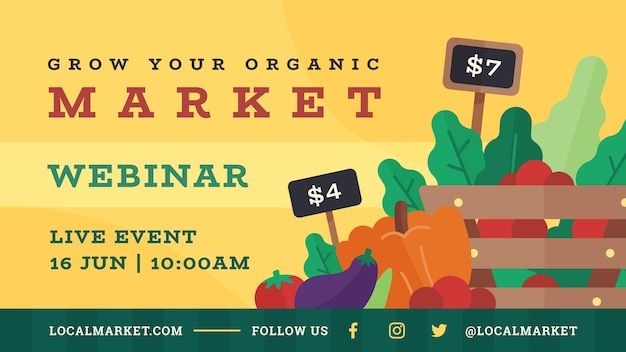 GROW YOUR ORGANIC
MARKET
WEBINAR
LIVE EVENT
16 JUN | 10:00AM
$7
$4
LOCALMARKET.COM
FOLLOW US
@LOCALMARKET